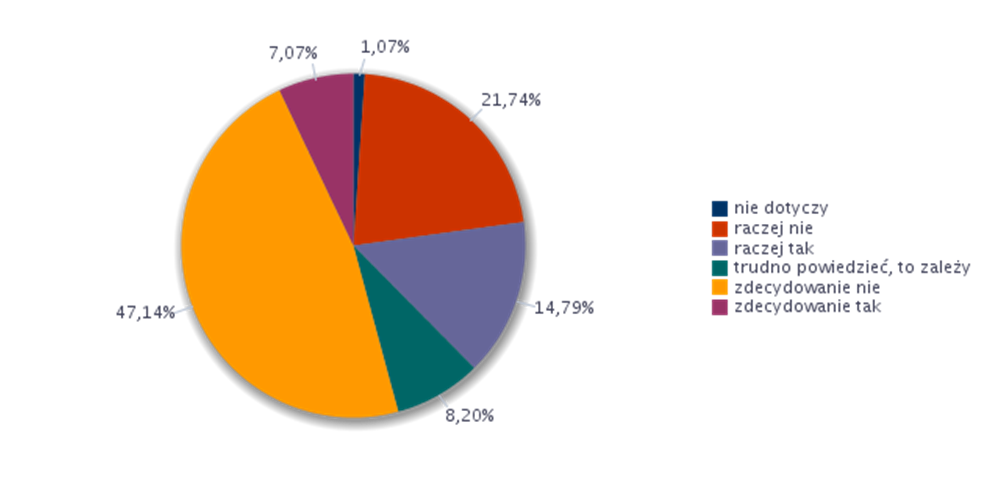 7,07%
1,07%
21,74%
14,79%
8,20%
47,14%
nie dotyczy
raczej nie
raczej tak
trudno powiedzieć, to zależy
zdecydowanie nie
zdecydowanie tak